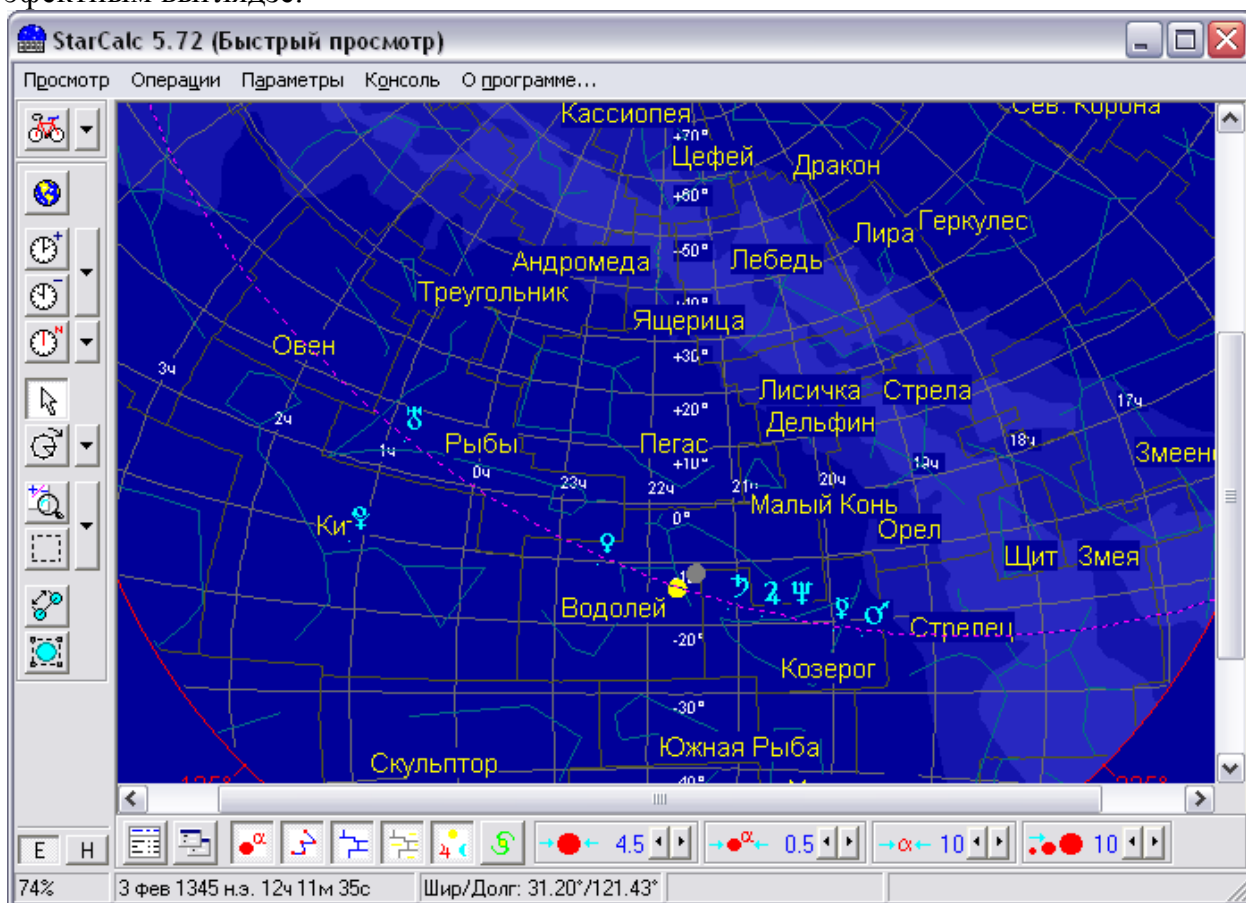 эфектным выглядзе.
StarCalc 5.72 (Быстрый просмотр)
Просмотр Операции Параметры Консоль О программе...
Кассиопея
Сев. Корона
+70°
Цефей
Дракон
+60°
Лира
Геркулес
-50°
Андромеда
Лебедь
Треугольник
Ящерица
Овен
+30°
3ч
Лисичка
Стрела
+20°
17ч
2ч
Дельфин
Рыбы
Пегас
18ч
1ч
+10°
Змеен
0ч
23ч
22ч
20ч
19ч
Малый Конь
0°
Кит
Орел
Щит
Змея
Водолей
-20°
Стрелец
Козерог
-30°
Южная Рыба
Скульптор
E H
α
4.5
α
0.5
α
10
10
74% 3 фев 1345 н.э. 12ч 11м 35с Шир/Долг: 31.20°/121.43°